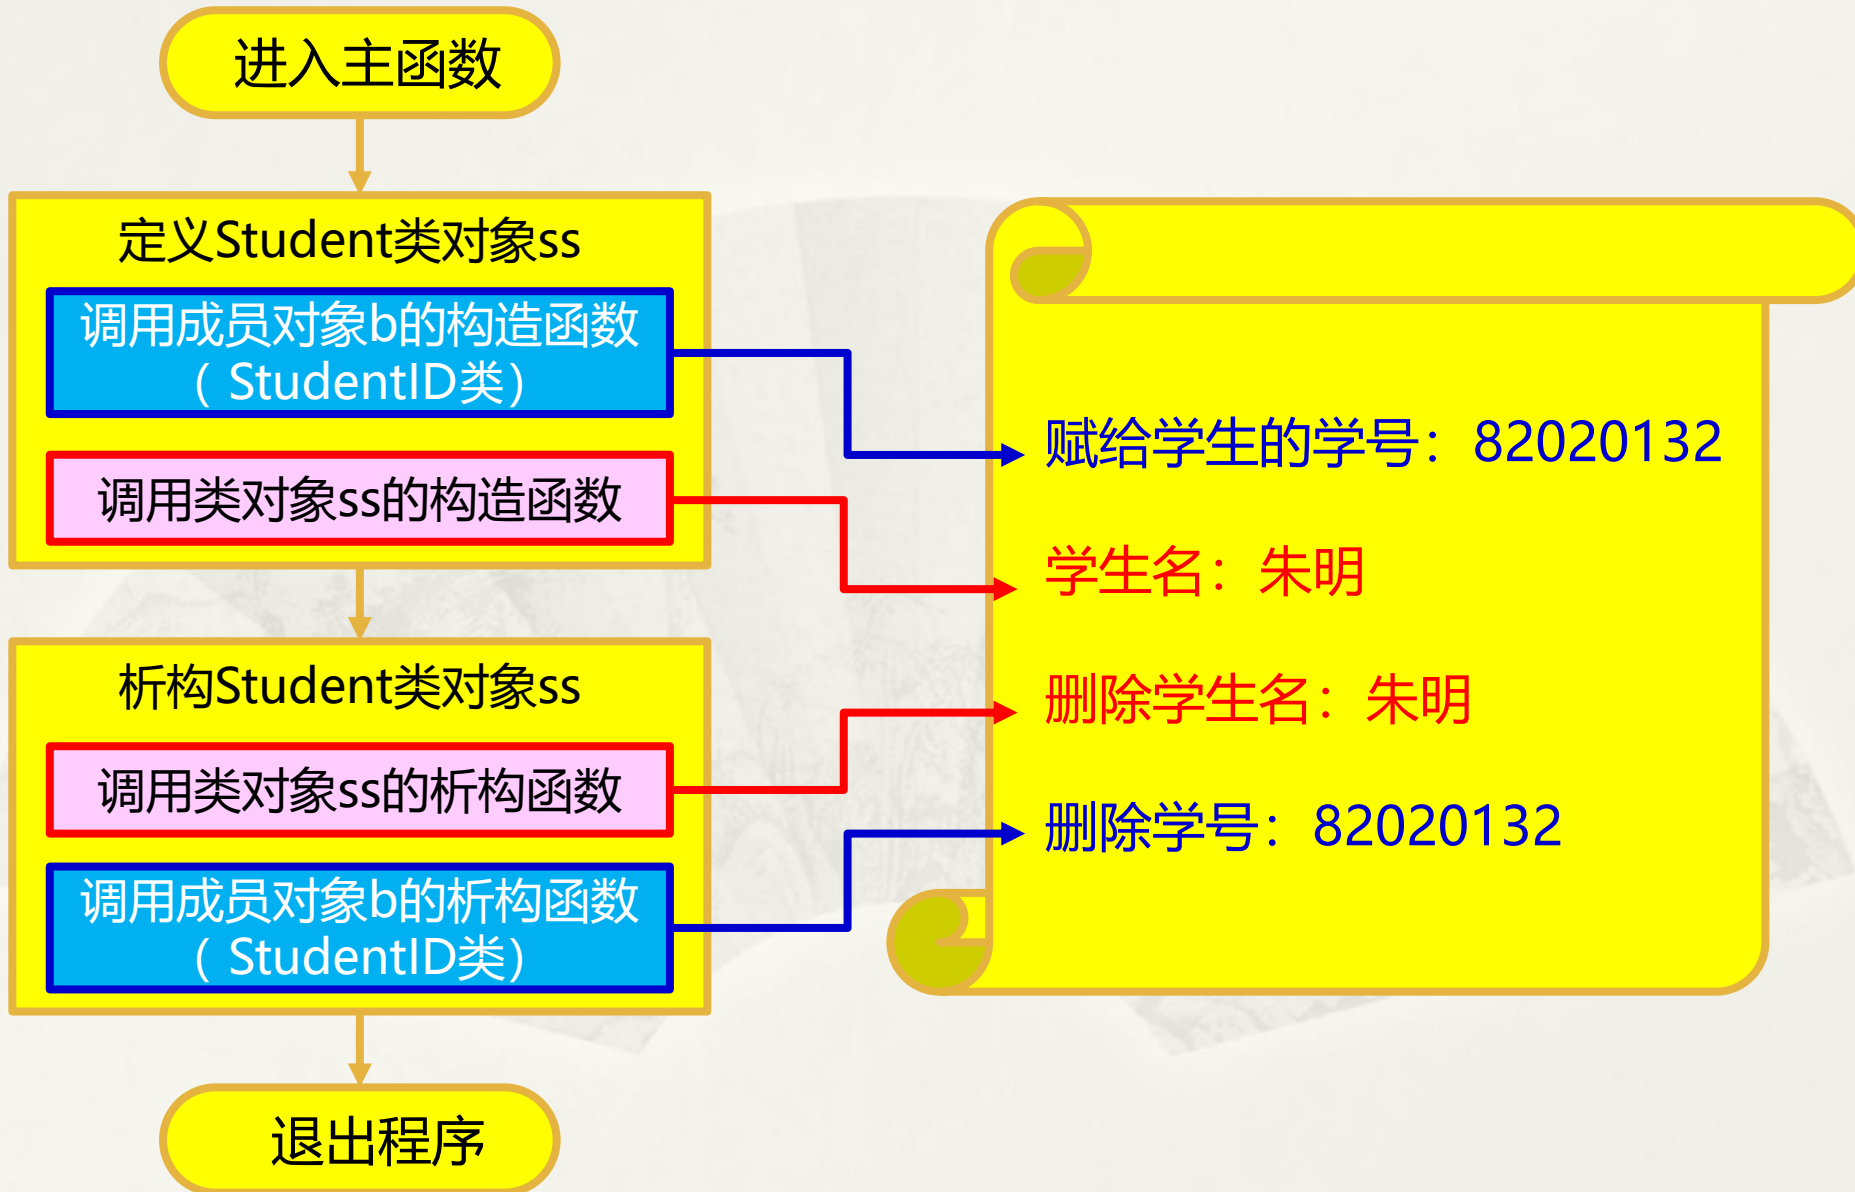 进入主函数
定义Student类对象ss
调用成员对象b的构造函数
（ StudentID类）
调用类对象ss的构造函数
析构Student类对象ss
调用类对象ss的析构函数
调用成员对象b的析构函数
（ StudentID类）
退出程序
赋给学生的学号：82020132
学生名：朱明
删除学生名：朱明
删除学号：82020132